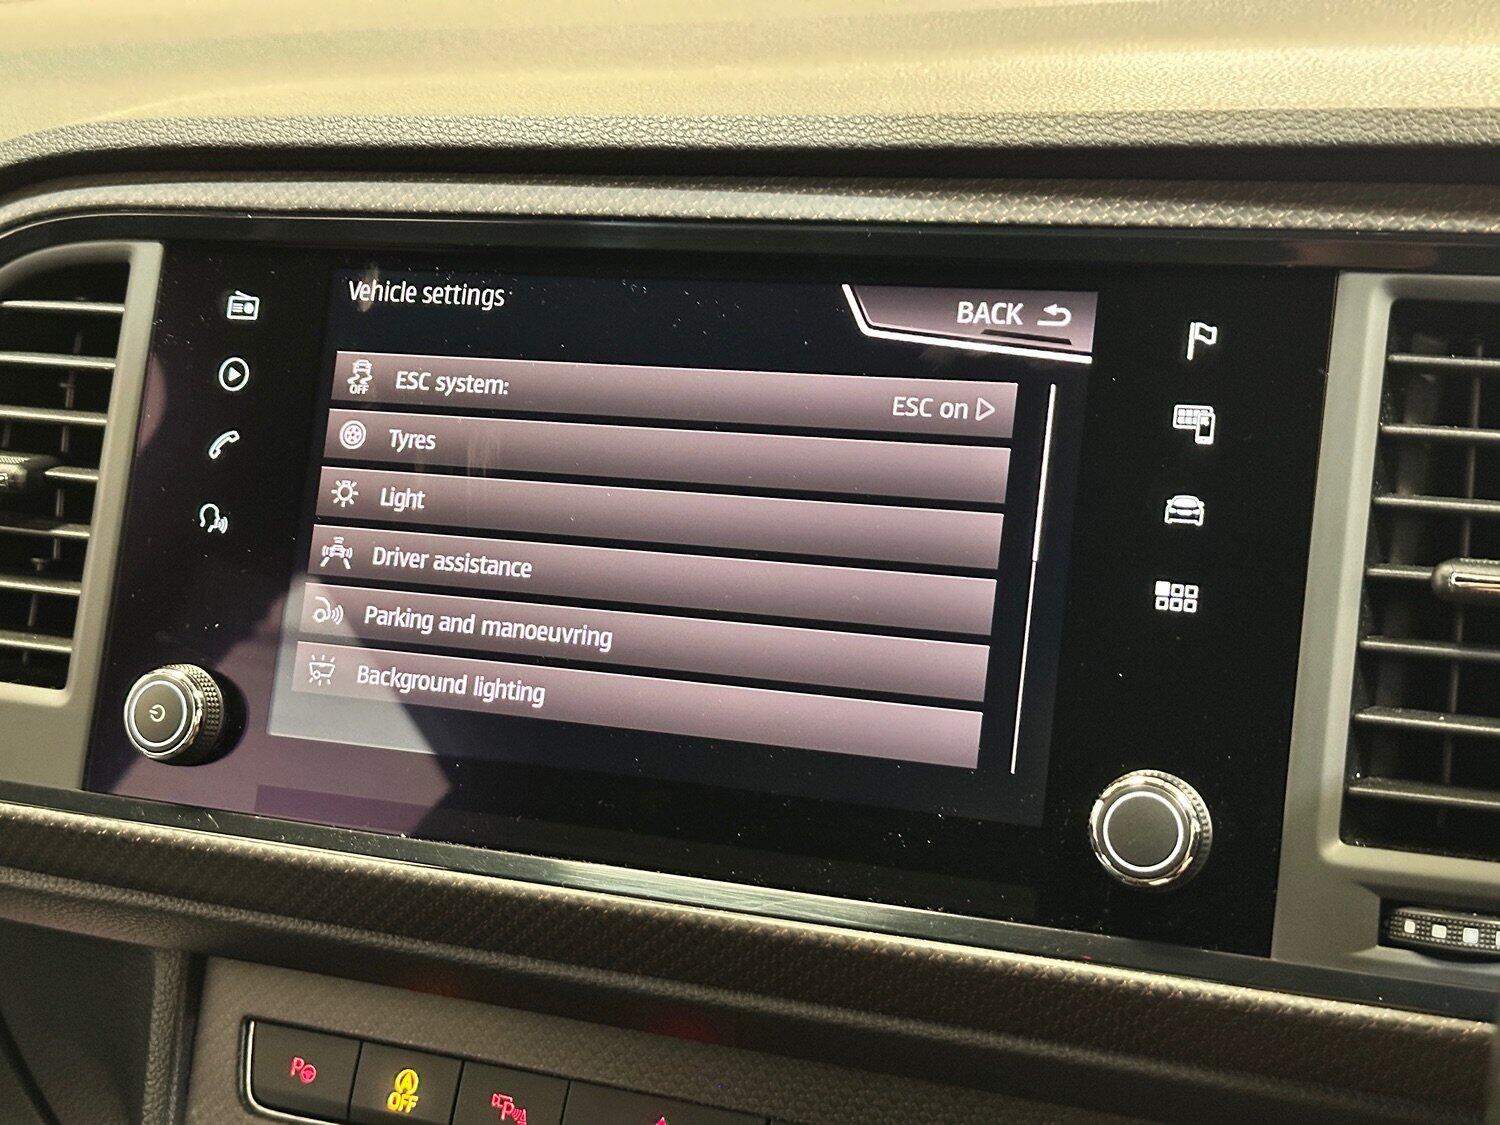 Vehicle settings
BACK
OFF
ESC system:
ESC on
Tyres
Light
Driver assistance
Parking and manoeuvring
Background lighting
P
A
OFF
P